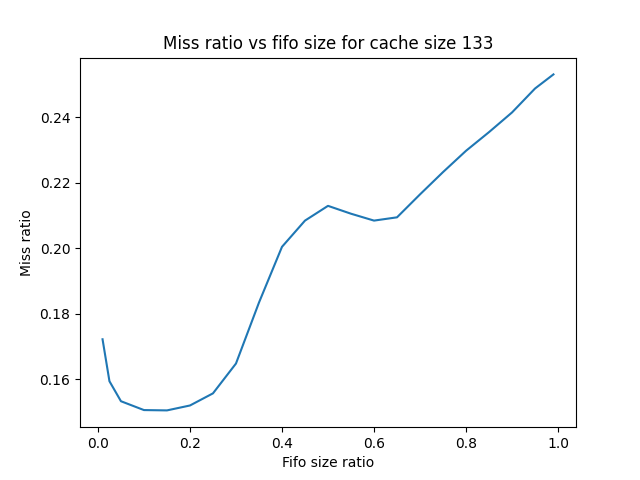 Miss ratio vs fifo size for cache size 133
Miss ratio
0.24
0.22
0.20
0.18
0.16
0.0 0.2 0.4 0.6 0.8 1.0
Fifo size ratio